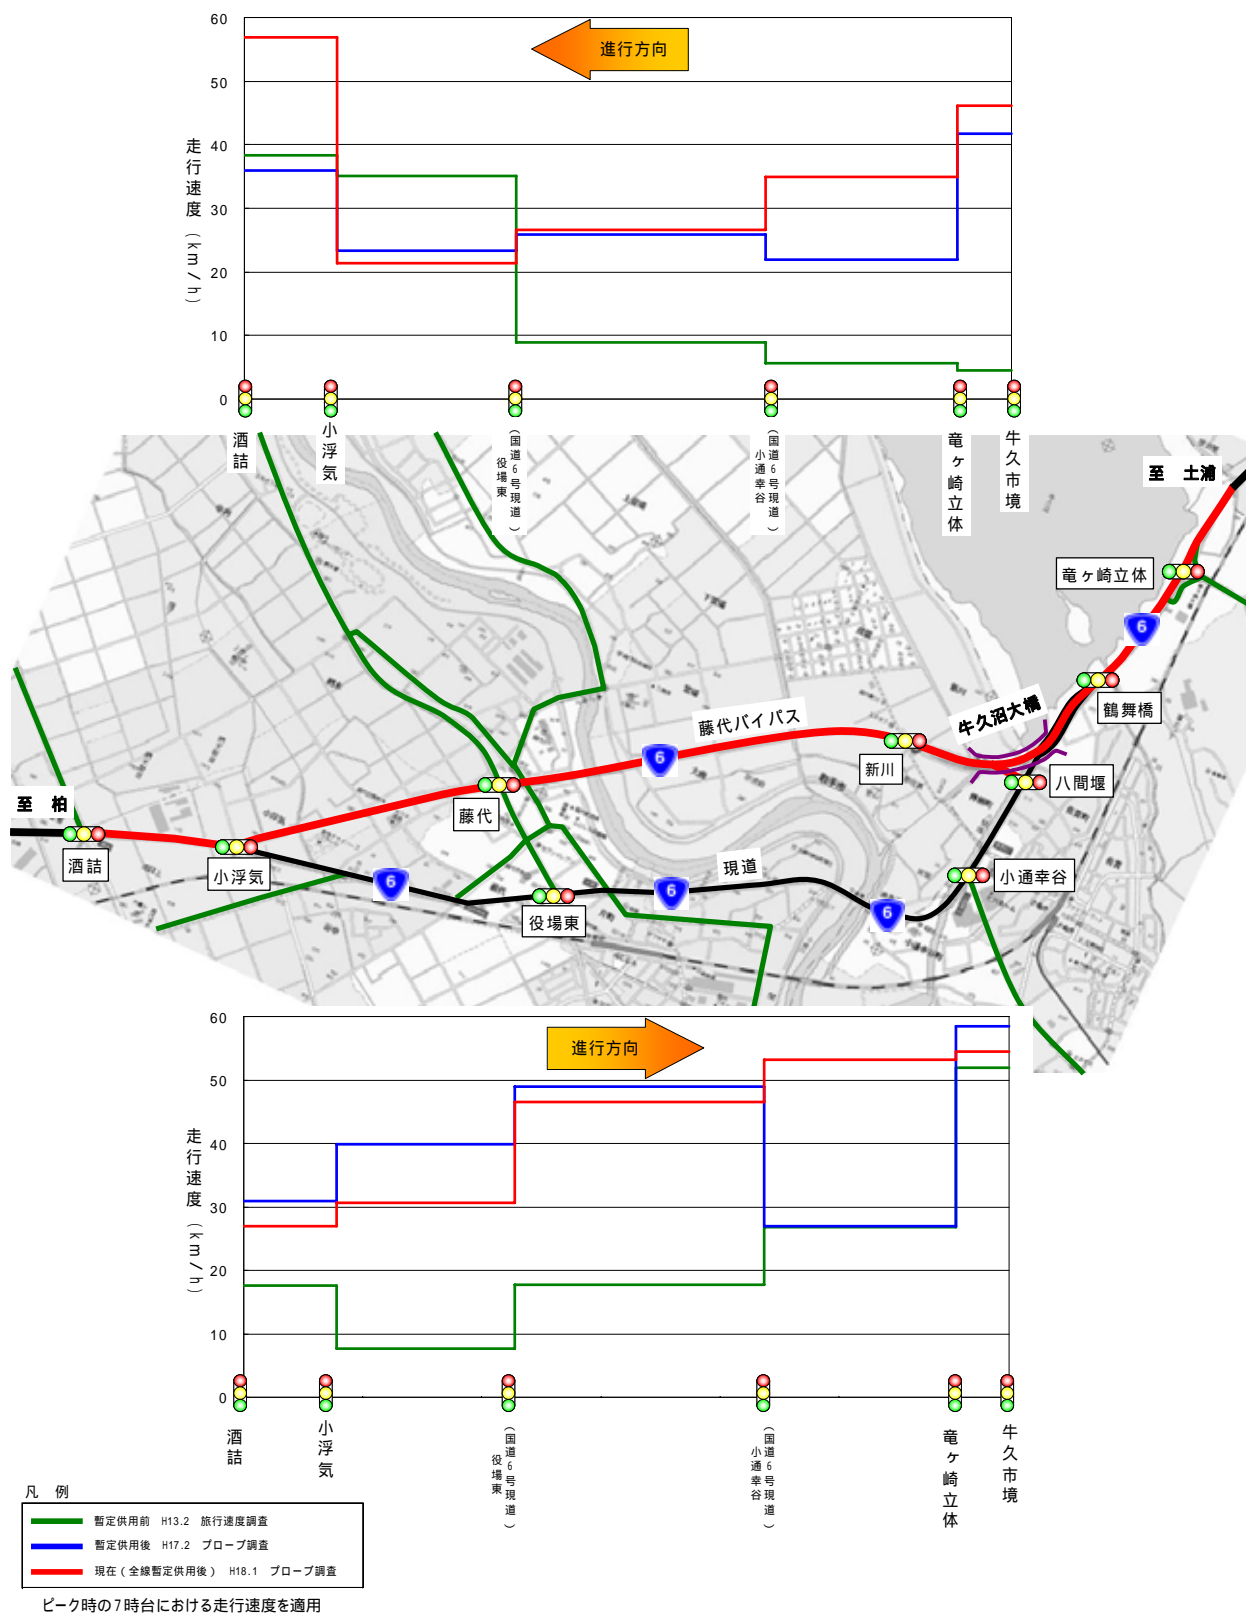 60
50
40
30
20
10
0
走行速度（km/h）
進行方向
酒詰
小浮気
役場東
（国道6号現道）
小通幸谷
（国道6号現道）
竜ヶ崎立体
牛久市境
至 土浦
竜ヶ崎立体
6
鶴舞橋
牛久沼大橋
藤代バイパス
6
新川
八間堰
至 柏
酒詰
小浮気
藤代
現道
小通幸谷
6
6
6
役場東
60
50
40
30
20
10
0
走行速度（km/h）
進行方向
酒詰
小浮気
役場東
（国道6号現道）
小通幸谷
（国道6号現道）
竜ヶ崎立体
牛久市境
凡 例
暫定供用前 H13.2 旅行速度調査
暫定供用後 H17.2 プローブ調査
現在（全線暫定供用後） H18.1 プローブ調査
ピーク時の7時台における走行速度を適用